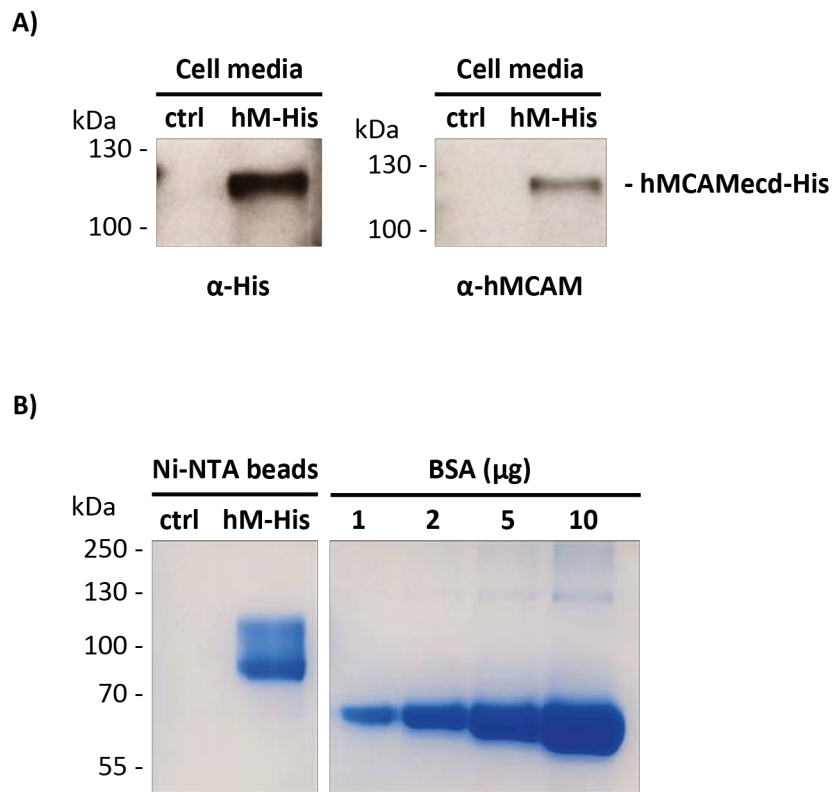 A)
Cell media Cell media
kDa ctrl hM-His kDa ctrl hM-His
130 - 130 - - hMCAMecd-His
100 - 100 -
α-His α-hMCAM
B)
Ni-NTA beads BSA (µg)
kDa ctrl hM-His 1 2 5 10
250 -
130 -
100 -
70 -
55 -